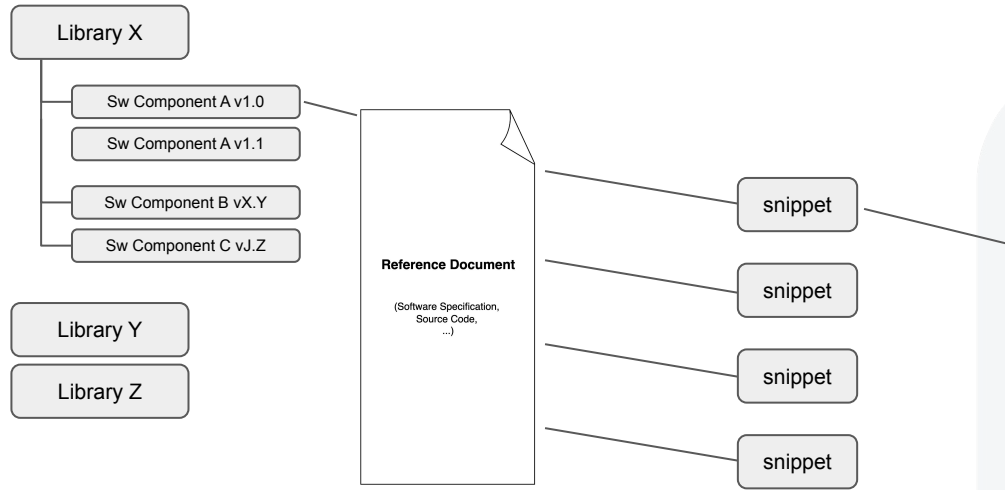 Library X
Sw Component A v1.0
Sw Component A v1.1
Sw Component B vX.Y
Sw Component C vJ.Z
Library Y
Library Z
Reference Document
(Software Specification,
Source Code,
...)
snippet
snippet
snippet
snippet